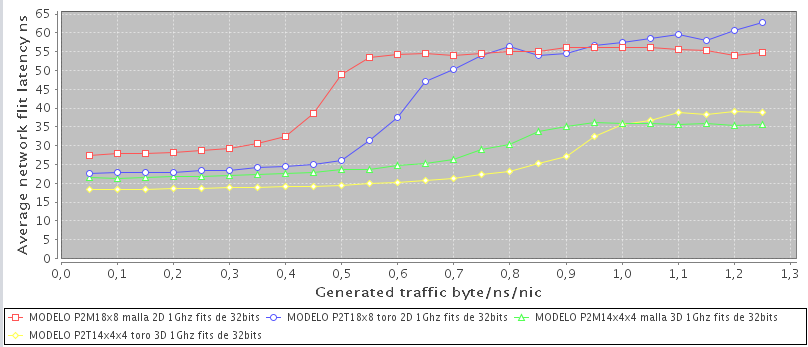 Average network flit latency ns
65
60
55
50
45
40
35
30
25
20
15
10
5
0
0,0 0,1 0,2 0,3 0,4 0,5 0,6 0,7 0,8 0,9 1,0 1,1 1,2 1,3
Generated traffic byte/ns/nic
MODELO P2M18x8 malla 2D 1Ghz fits de 32bits MODELO P2T18x8 toro 2D 1Ghz fits de 32bits MODELO P2M14x4x4 malla 3D 1Ghz fits de 32bits
MODELO P2T14x4x4 toro 3D 1Ghz fits de 32bits